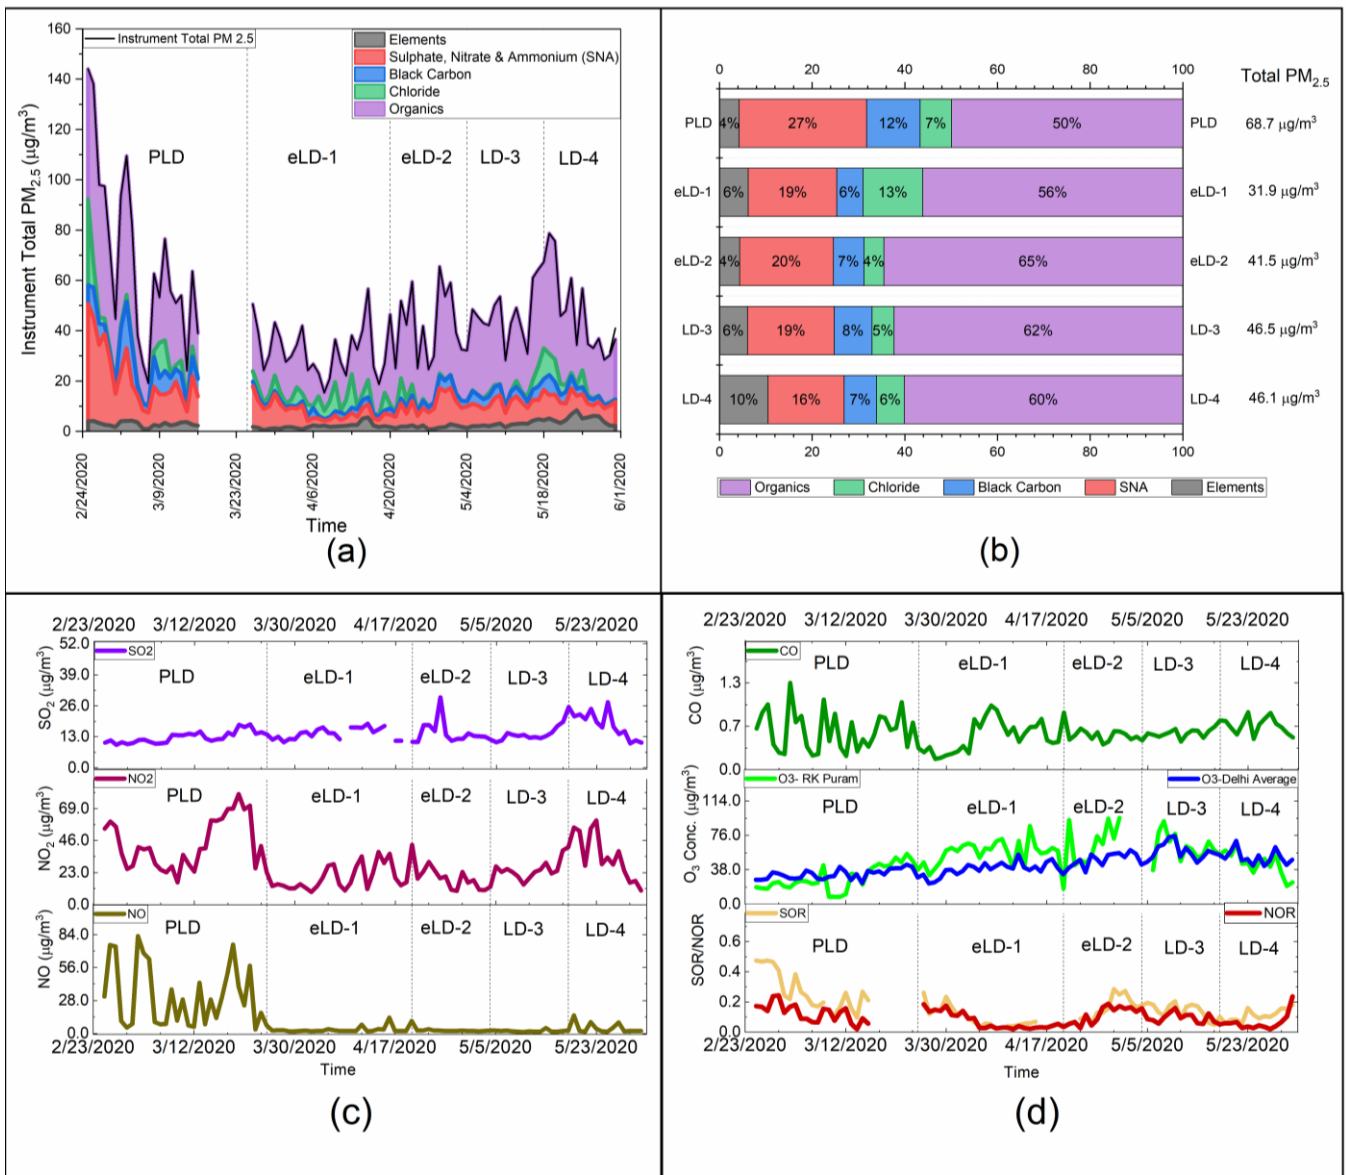 160
140
120
100
80
60
40
20
0
Instrument Total PM2.5 (µg/m³)
Instrument Total PM 2.5
Elements
Sulphate, Nitrate & Ammonium (SNA)
Black Carbon
Chloride
Organics
PLD
eLD-1
eLD-2
LD-3
LD-4
2/24/2020
3/9/2020
3/23/2020
4/6/2020
4/20/2020
5/4/2020
5/18/2020
6/1/2020
Time
(a)
0 20 40 60 80 100
Total PM2.5
PLD 4% 27% 12% 7% 50% PLD 68.7 µg/m³
eLD-1 6% 19% 6% 13% 56% eLD-1 31.9 µg/m³
eLD-2 4% 20% 7% 4% 65% eLD-2 41.5 µg/m³
LD-3 6% 19% 8% 5% 62% LD-3 46.5 µg/m³
LD-4 10% 16% 7% 6% 60% LD-4 46.1 µg/m³
0 20 40 60 80 100
Organics Chloride Black Carbon SNA Elements
(b)
2/23/2020 3/12/2020 3/30/2020 4/17/2020 5/5/2020 5/23/2020
52.0
39.0
26.0
13.0
0.0
SO2 (µg/m³)
SO2
PLD eLD-1 eLD-2 LD-3 LD-4
69.0
46.0
23.0
0.0
NO2 (µg/m³)
NO2
PLD eLD-1 eLD-2 LD-3 LD-4
84.0
56.0
28.0
0.0
NO (µg/m³)
NO
PLD eLD-1 eLD-2 LD-3 LD-4
2/23/2020 3/12/2020 3/30/2020 4/17/2020 5/5/2020 5/23/2020
Time
(c)
2/23/2020 3/12/2020 3/30/2020 4/17/2020 5/5/2020 5/23/2020
1.3
0.7
0.0
CO (µg/m³)
CO
PLD eLD-1 eLD-2 LD-3 LD-4
114.0
76.0
38.0
0.0
O3 Conc. (µg/m³)
O3- RK Puram O3-Delhi Average
PLD eLD-1 eLD-2 LD-3 LD-4
0.6
0.4
0.2
0.0
SOR/NOR
SOR NOR
PLD eLD-1 eLD-2 LD-3 LD-4
2/23/2020 3/12/2020 3/30/2020 4/17/2020 5/5/2020 5/23/2020
Time
(d)